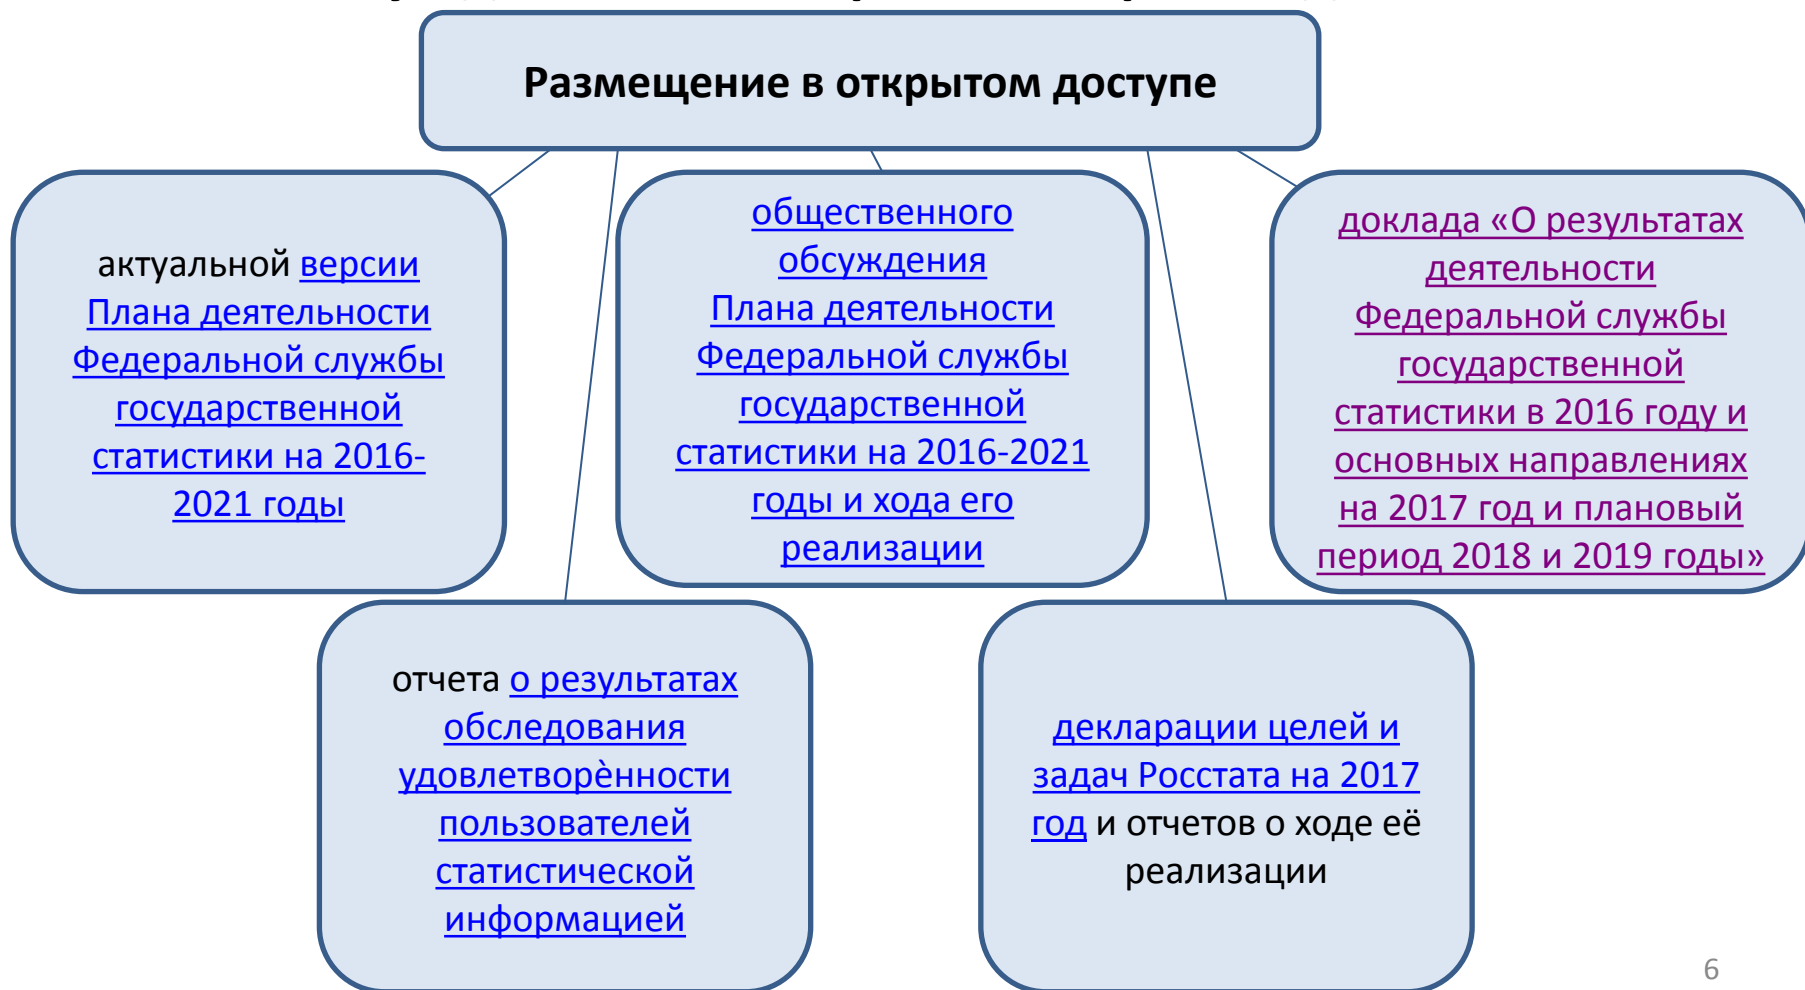 Размещение в открытом доступе
актуальной версии
Плана деятельности
Федеральной службы
государственной
статистики на 2016-
2021 годы
общественного
обсуждения
Плана деятельности
Федеральной службы
государственной
статистики на 2016-2021
годы и хода его
реализации
доклада «О результатах
деятельности
Федеральной службы
государственной
статистики в 2016 году и
основных направлениях
на 2017 год и плановый
период 2018 и 2019 годы»
отчета о результатах
обследования
удовлетворѐнности
пользователей
статистической
информацией
декларации целей и
задач Росстата на 2017
год и отчетов о ходе её
реализации
6